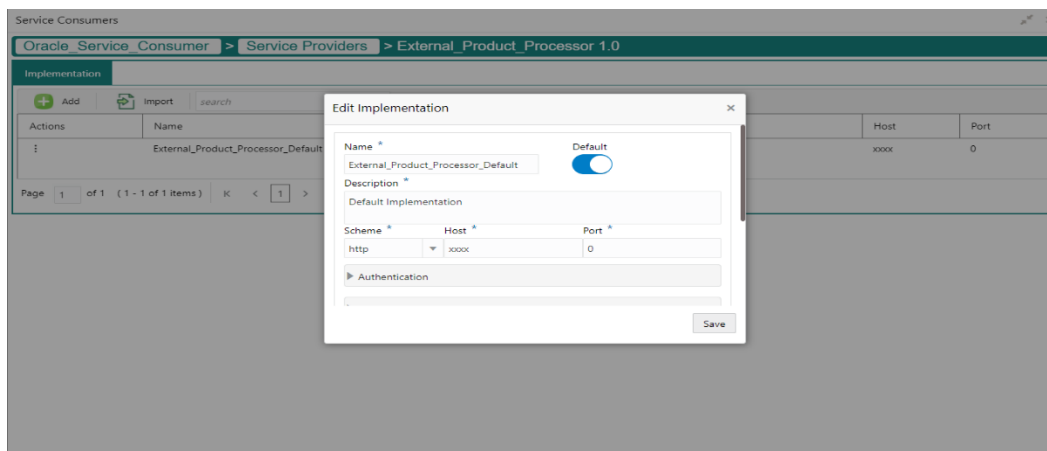 Service Consumers
Oracle_Service_Consumer > Service Providers > External_Product_Processor 1.0
Implementation
Add Import search
Actions Name Host Port
External_Product_Processor_Default xxxx 0
Page 1 of 1 (1 - 1 of 1 items) K < 1 >
Edit Implementation ×
Name * Default
External_Product_Processor_Default
Description *
Default Implementation
Scheme * Host * Port *
http xxxx 0
Authentication
Save